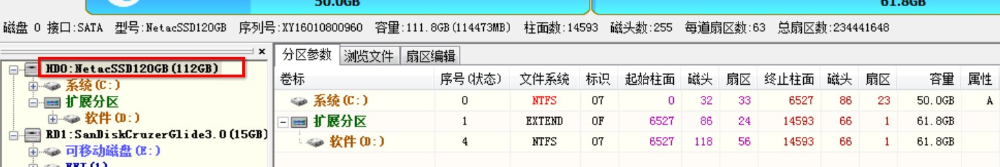 50.0GB 61.8GB
磁盘 0 接口:SATA 型号:NetacSSD120GB 序列号:XY16010800960 容量:111.8GB(114473MB) 柱面数:14593 磁头数:255 每道扇区数:63 总扇区数:234441648
×
HD0:NetacSSD120GB(112GB)
系统(C:)
扩展分区
软件(D:)
RD1:SanDiskCruzerGlide3.0(15GB)
可移动磁盘(E:)
EFI(1)
分区参数 浏览文件 扇区编辑
卷标 序号(状态) 文件系统 标识 起始柱面 磁头 扇区 终止柱面 磁头 扇区 容量 属性
系统(C:) 0 NTFS 07 0 32 33 6527 86 23 50.0GB A
扩展分区 1 EXTEND 0F 6527 86 24 14593 66 1 61.8GB
软件(D:) 4 NTFS 07 6527 118 56 14593 66 1 61.8GB